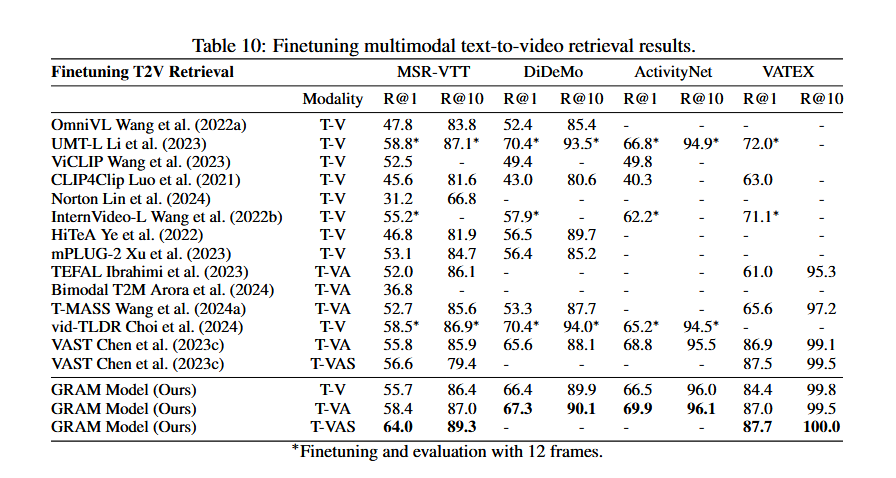 Table 10: Finetuning multimodal text-to-video retrieval results.
Finetuning T2V Retrieval MSR-VTT DiDeMo ActivityNet VATEX
Modality R@1 R@10 R@1 R@10 R@1 R@10 R@1 R@10
OmniVL Wang et al. (2022a) T-V 47.8 83.8 52.4 85.4 - - - -
UMT-L Li et al. (2023) T-V 58.8* 87.1* 70.4* 93.5* 66.8* 94.9* 72.0* -
ViCLIP Wang et al. (2023) T-V 52.5 - 49.4 - 49.8 - - -
CLIP4Clip Luo et al. (2021) T-V 45.6 81.6 43.0 80.6 40.3 - 63.0 -
Norton Lin et al. (2024) T-V 31.2 66.8 - - - - - -
InternVideo-L Wang et al. (2022b) T-V 55.2* - 57.9* - 62.2* - 71.1* -
HiTeA Ye et al. (2022) T-V 46.8 81.9 56.5 89.7 - - - -
mPLUG-2 Xu et al. (2023) T-V 53.1 84.7 56.4 85.2 - - - -
TEFAL Ibrahimi et al. (2023) T-VA 52.0 86.1 - - - - 61.0 95.3
Bimodal T2M Arora et al. (2024) T-VA 36.8 - - - - - - -
T-MASS Wang et al. (2024a) T-VA 52.7 85.6 53.3 87.7 - - 65.6 97.2
vid-TLDR Choi et al. (2024) T-V 58.5* 86.9* 70.4* 94.0* 65.2* 94.5* - -
VAST Chen et al. (2023c) T-VA 55.8 85.9 65.6 88.1 68.8 95.5 86.9 99.1
VAST Chen et al. (2023c) T-VAS 56.6 79.4 - - - - 87.5 99.5
GRAM Model (Ours) T-V 55.7 86.4 66.4 89.9 66.5 96.0 84.4 99.8
GRAM Model (Ours) T-VA 58.4 87.0 67.3 90.1 69.9 96.1 87.0 99.5
GRAM Model (Ours) T-VAS 64.0 89.3 - - - - 87.7 100.0
*Finetuning and evaluation with 12 frames.